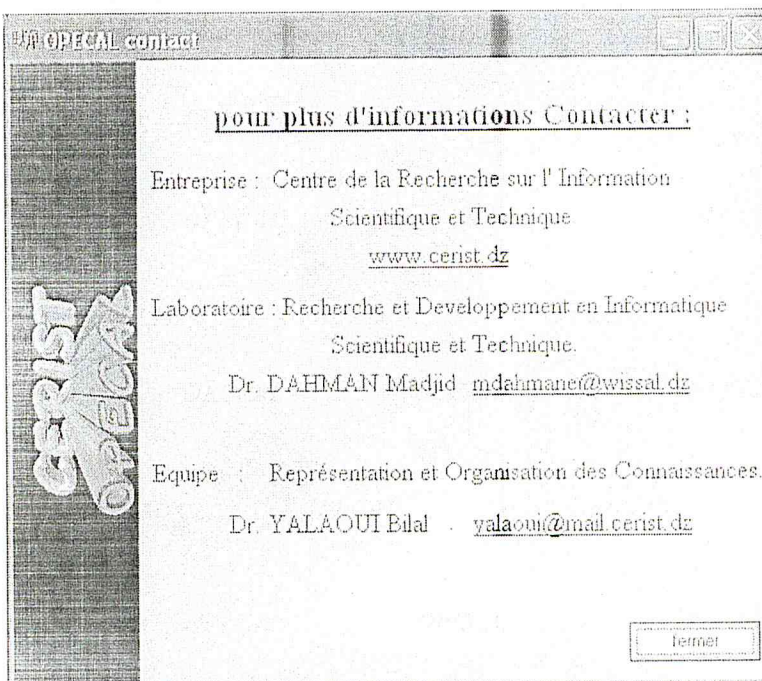 OPECAL contact
pour plus d'informations Contacter :
Entreprise : Centre de la Recherche sur l' Information
Scientifique et Technique
www.cerist.dz
Laboratoire : Recherche et Developpement en Informatique
Scientifique et Technique.
Dr. DAHMAN Madjid mdahmane@wissal.dz
Equipe : Représentation et Organisation des Connaissances.
Dr. YALAOUI Bilal - yalaoui@mail.cerist.dz
CERIST
OPECAL
fermer